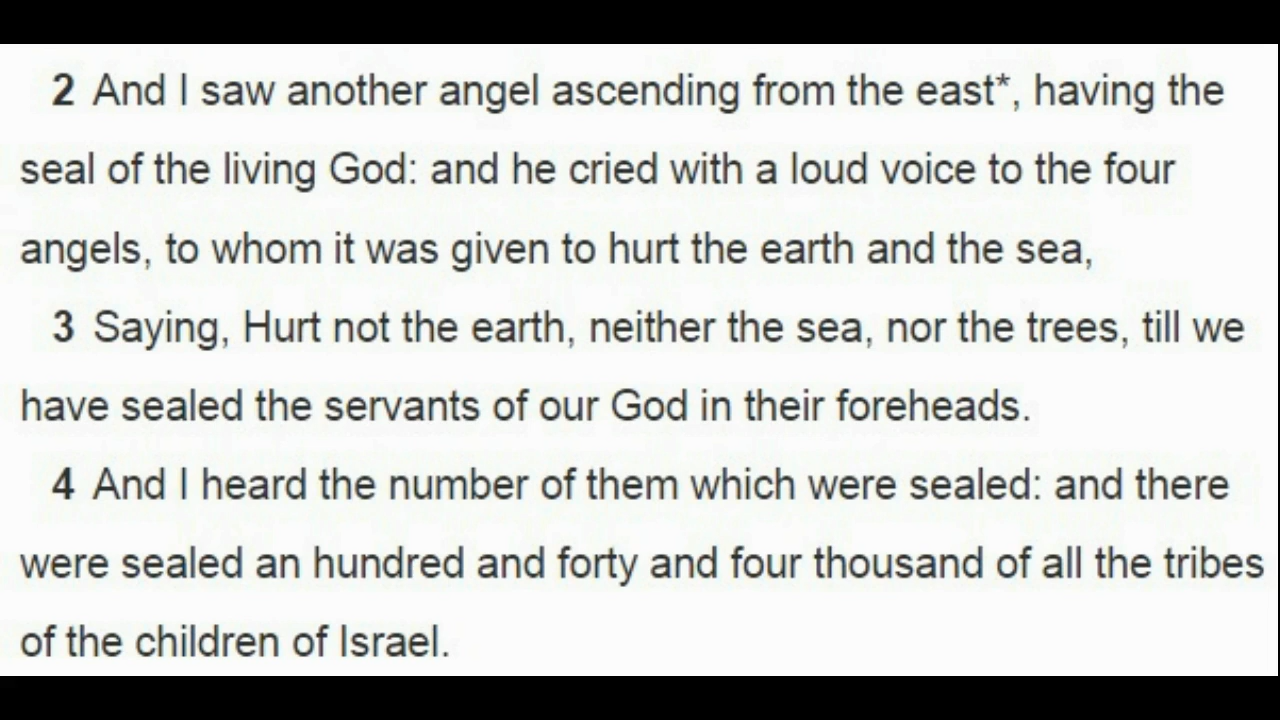 2 And I saw another angel ascending from the east*, having the
seal of the living God: and he cried with a loud voice to the four
angels, to whom it was given to hurt the earth and the sea,
3 Saying, Hurt not the earth, neither the sea, nor the trees, till we
have sealed the servants of our God in their foreheads.
4 And I heard the number of them which were sealed: and there
were sealed an hundred and forty and four thousand of all the tribes
of the children of Israel.